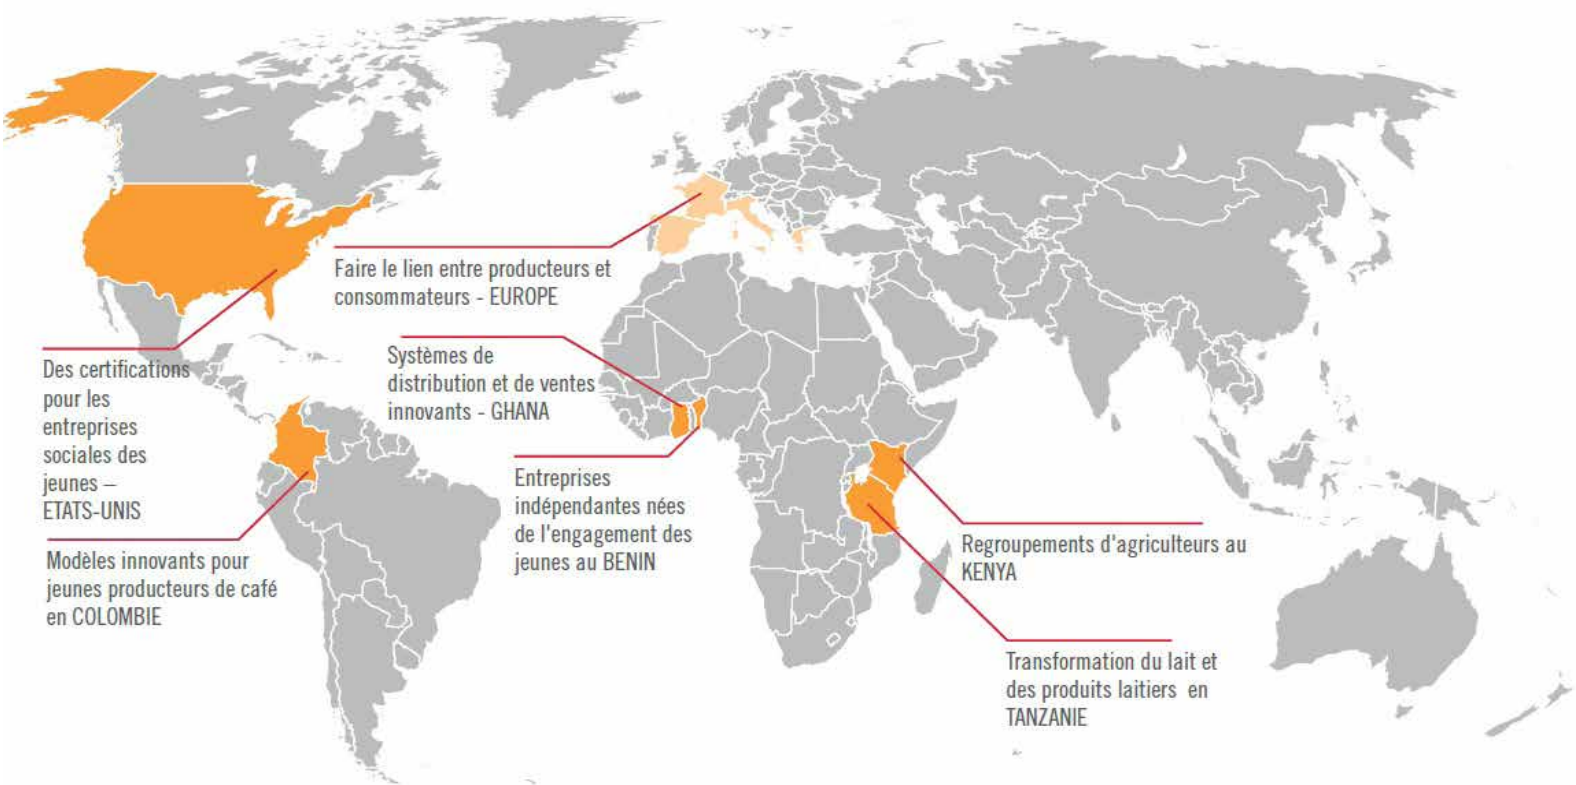 Faire le lien entre producteurs et
consommateurs - EUROPE
Des certifications
pour les
entreprises
sociales des
jeunes –
ETATS-UNIS
Systèmes de
distribution et de ventes
innovants - GHANA
Entreprises
indépendantes nées
de l'engagement des
jeunes au BENIN
Modèles innovants pour
jeunes producteurs de café
en COLOMBIE
Regroupements d'agriculteurs au
KENYA
Transformation du lait et
des produits laitiers en
TANZANIE